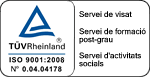 TÜVRheinland
ISO 9001:2008
Nº 0.04.04178
Servei de visat
Servei de formació
post-grau
Servei d'activitats
socials